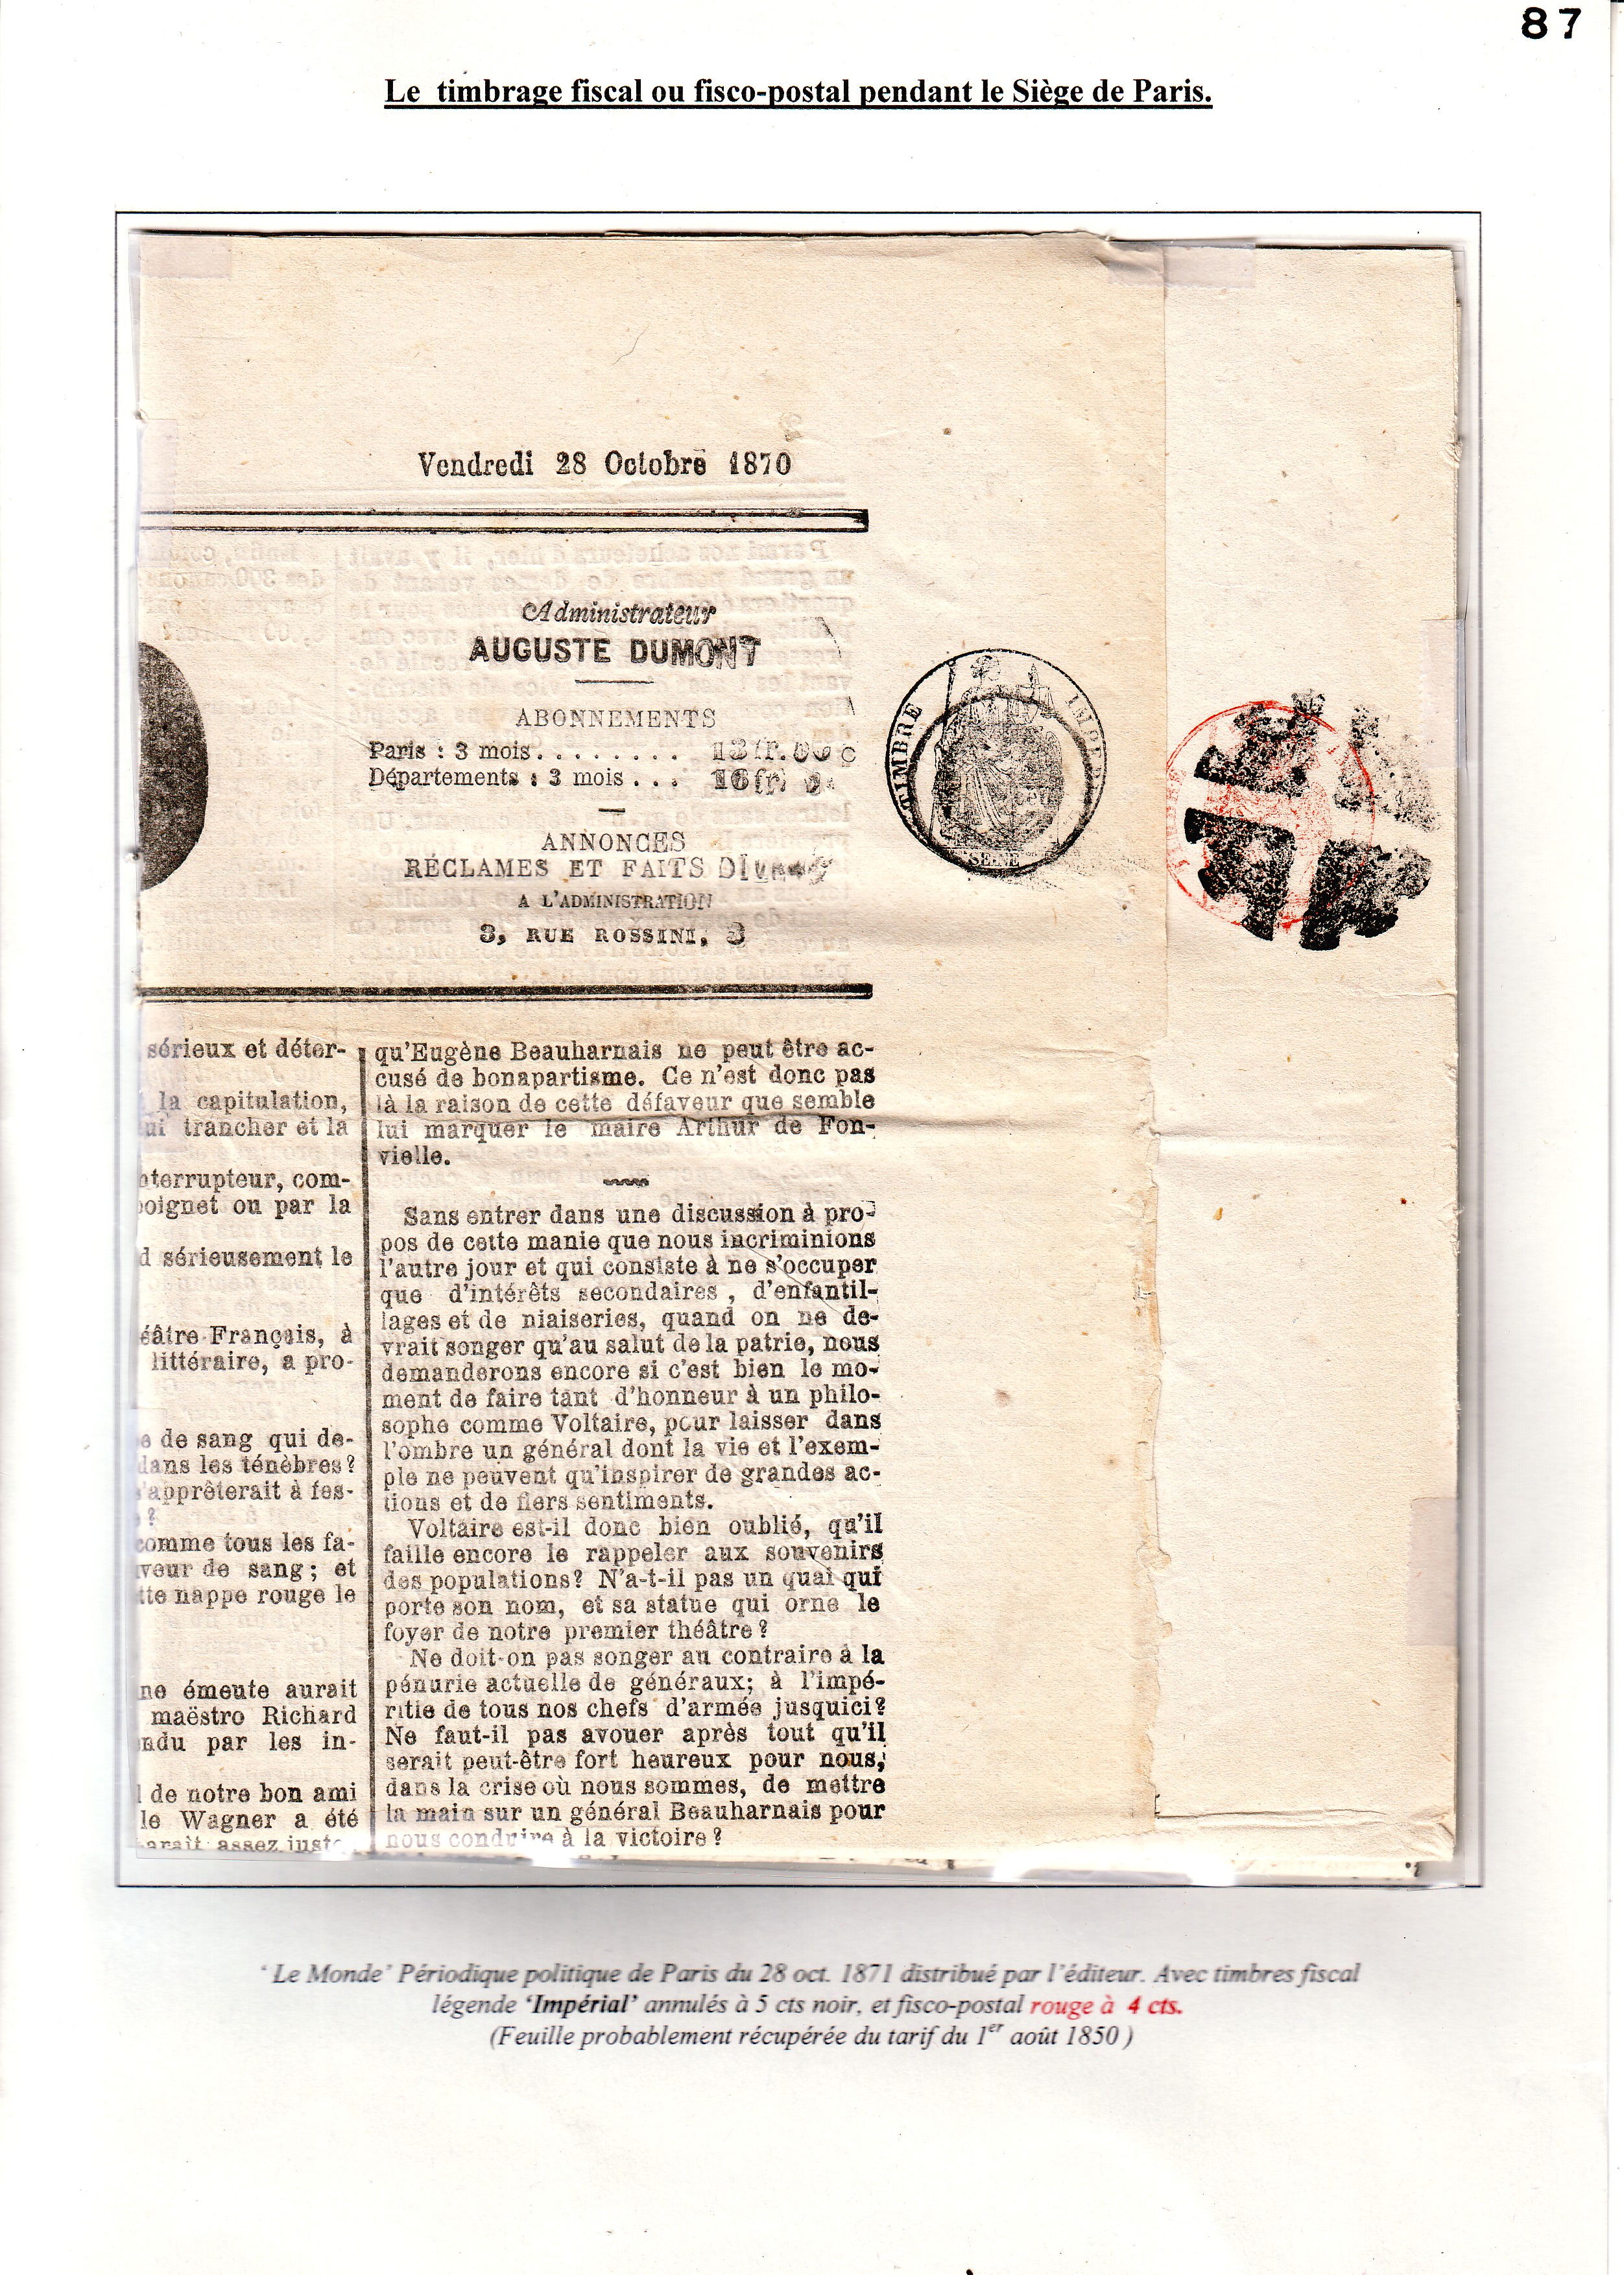 87
Le timbrage fiscal ou fisco-postal pendant le Siège de Paris.
Vendredi 28 Octobre 1870
Administrateur
AUGUSTE DUMONT
ABONNEMENTS
Paris : 3 mois. . . . . . . .
Départements : 3 mois . . . 16 fr.
ANNONCES
RÉCLAMES ET FAITS
A L'ADMINISTRATION
3, RUE ROSSINI, 3
TIMBRE
SEINE
sérieux et déter-
la capitulation,
trancher et la
nterrupteur, com-
poignet ou par la
d sérieusement le
éâtre Français, à
littéraire, a pro-
e de sang qui de-
dans les ténèbres?
s'apprêterait à fes-
?
comme tous les fa-
veur de sang; et
tte nappe rouge le
ne émeute aurait
maëstro Richard
ndu par les in-
de notre bon ami
le Wagner a été
araît assez juste
qu'Eugène Beauharnais ne peut être ac-
cusé de bonapartisme. Ce n'est donc pas
là la raison de cette défaveur que semble
lui marquer le maire Arthur de Fon-
vielle.
Sans entrer dans une discussion à pro-
pos de cette manie que nous incriminions
l'autre jour et qui consiste à ne s'occuper
que d'intérêts secondaires, d'enfantil-
lages et de niaiseries, quand on ne de-
vrait songer qu'au salut de la patrie, nous
demanderons encore si c'est bien le mo-
ment de faire tant d'honneur à un philo-
sophe comme Voltaire, pour laisser dans
l'ombre un général dont la vie et l'exem-
ple ne peuvent qu'inspirer de grandes ac-
tions et de fiers sentiments.
Voltaire est-il donc bien oublié, qu'il
faille encore le rappeler aux souvenirs
des populations? N'a-t-il pas un quai qui
porte son nom, et sa statue qui orne le
foyer de notre premier théâtre?
Ne doit-on pas songer au contraire à la
pénurie actuelle de généraux; à l'impé-
ritie de tous nos chefs d'armée jusquici?
Ne faut-il pas avouer après tout qu'il
serait peut-être fort heureux pour nous,
dans la crise où nous sommes, de mettre
la main sur un général Beauharnais pour
nous conduire à la victoire?
‘ Le Monde’ Périodique politique de Paris du 28 oct. 1871 distribué par l’éditeur. Avec timbres fiscal
légende ‘Impérial’ annulés à 5 cts noir, et fisco-postal rouge à 4 cts.
(Feuille probablement récupérée du tarif du 1er août 1850 )